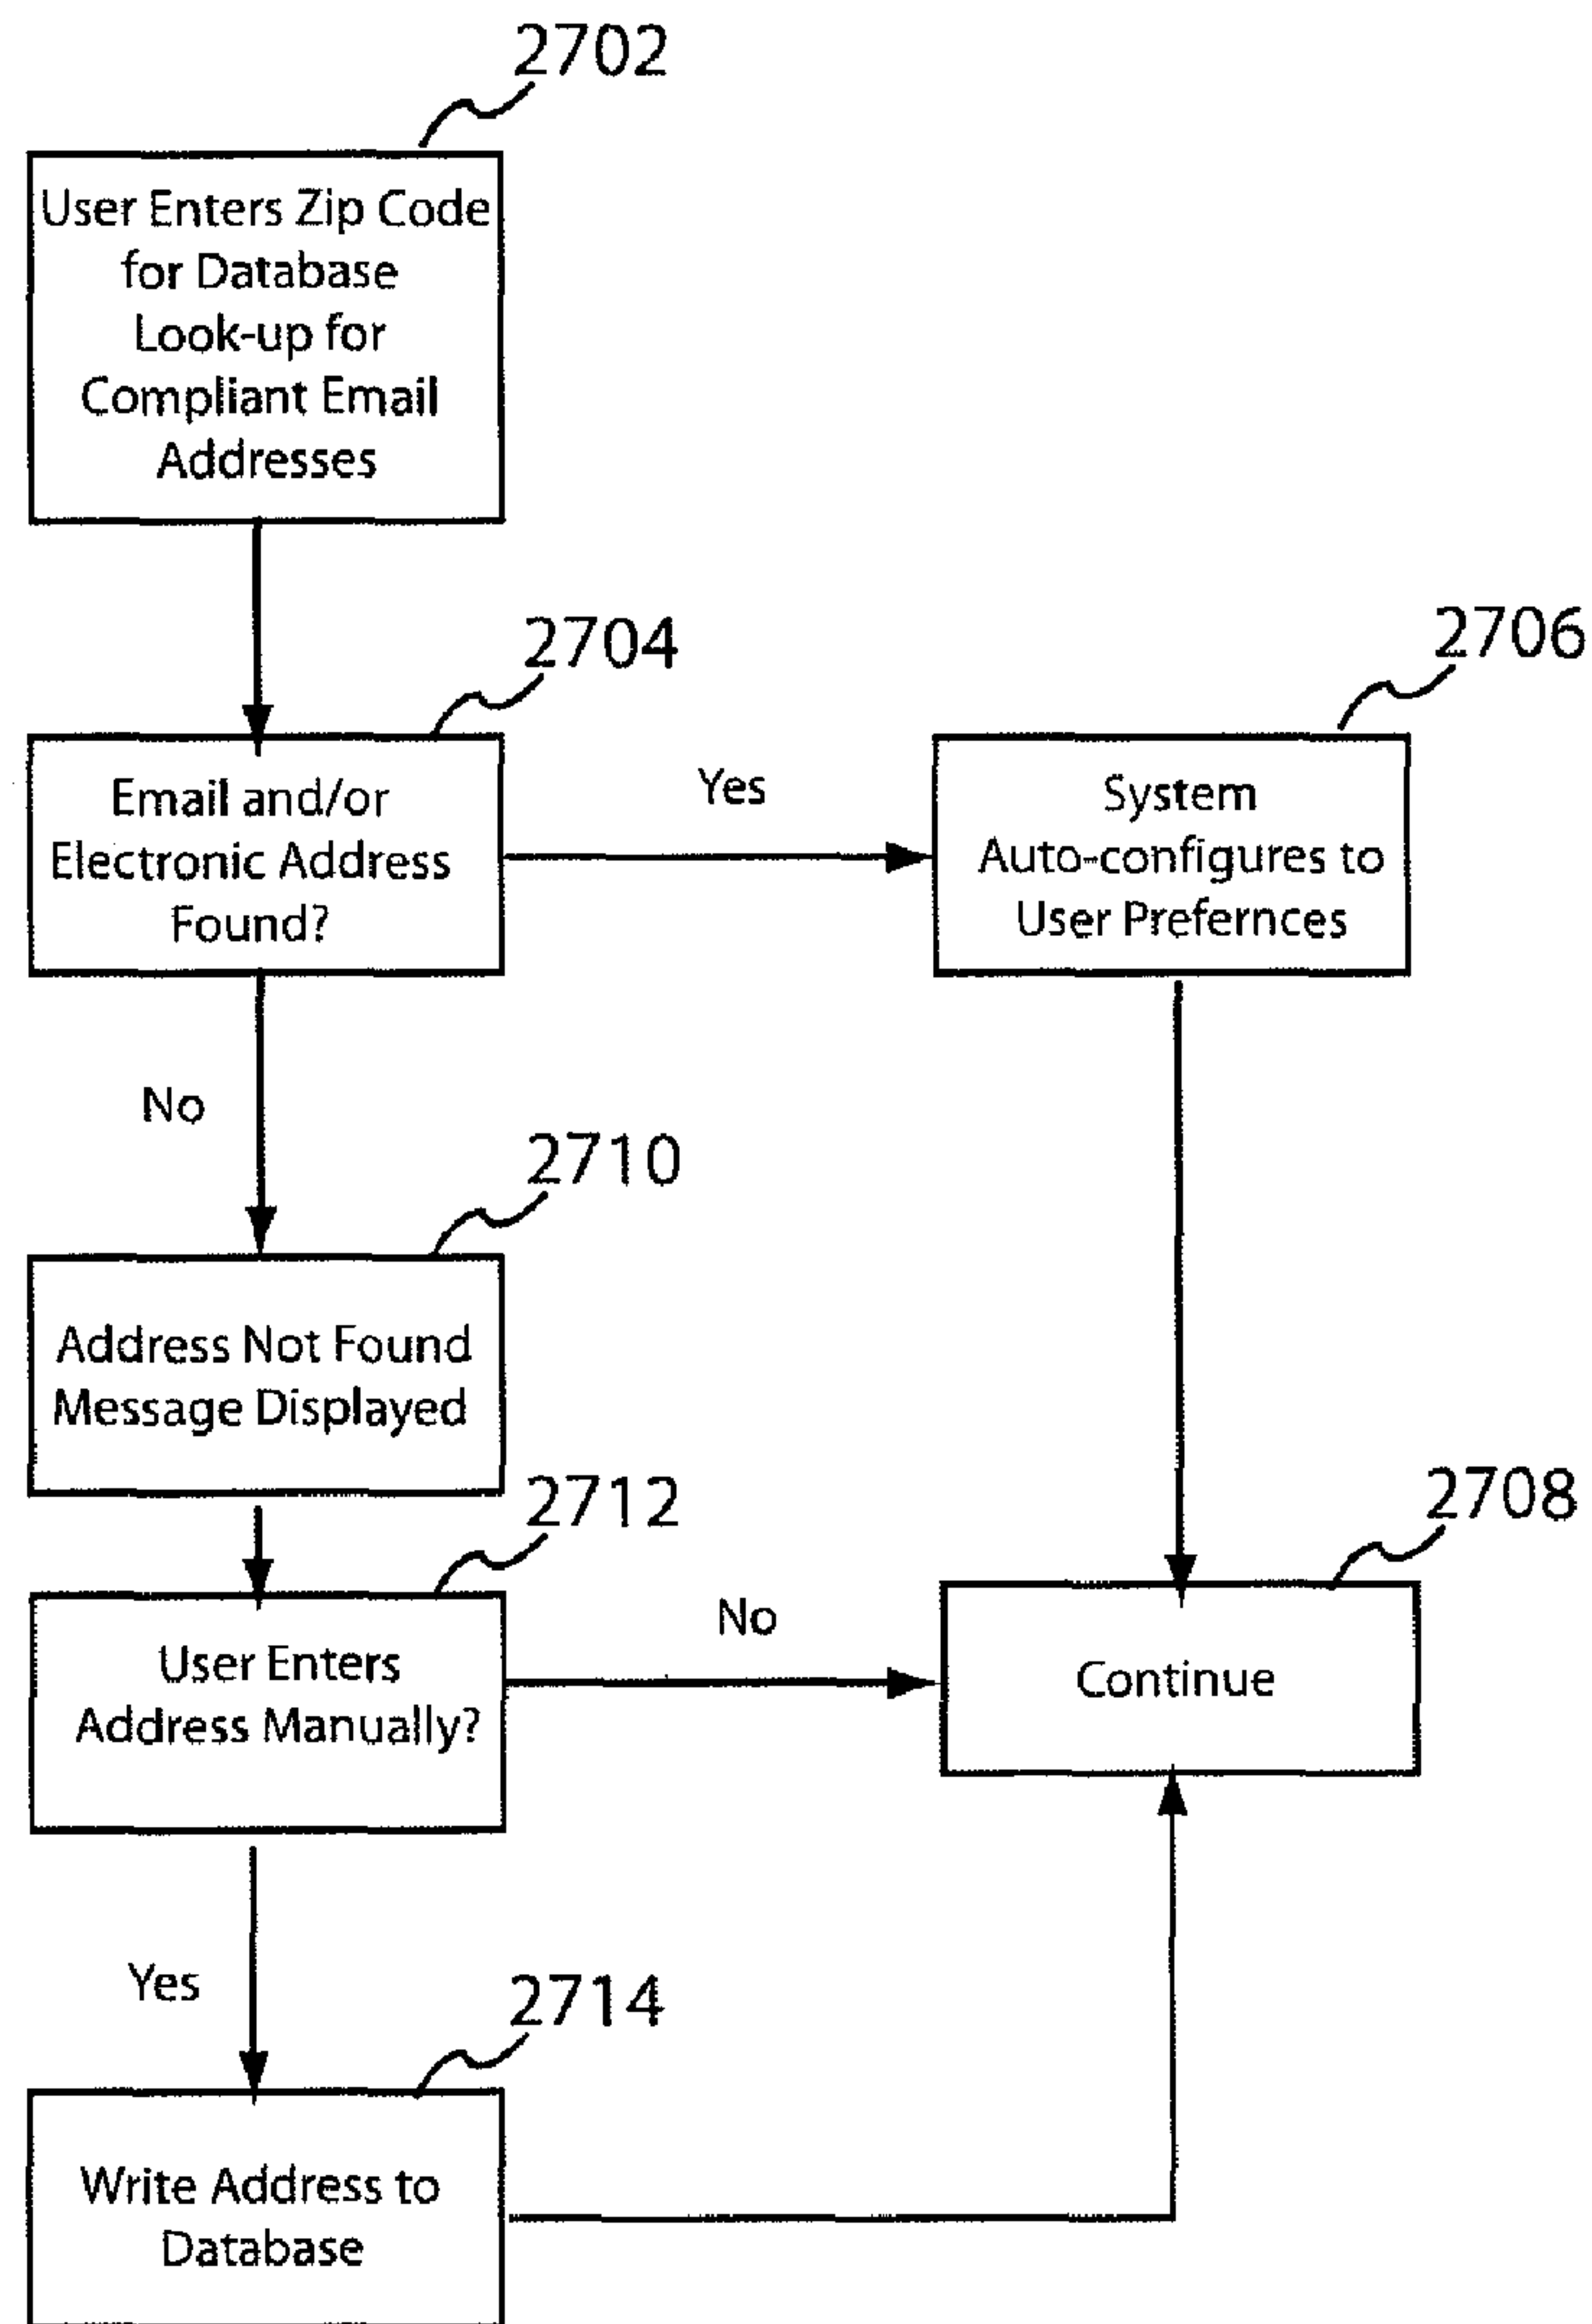 2702
User Enters Zip Code
for Database
Look-up for
Compliant Email
Addresses
2704
Email and/or
Electronic Address
Found?
Yes
2706
System
Auto-configures to
User Prefernces
No
2710
Address Not Found
Message Displayed
2712
User Enters
Address Manually?
No
2708
Continue
Yes
2714
Write Address to
Database